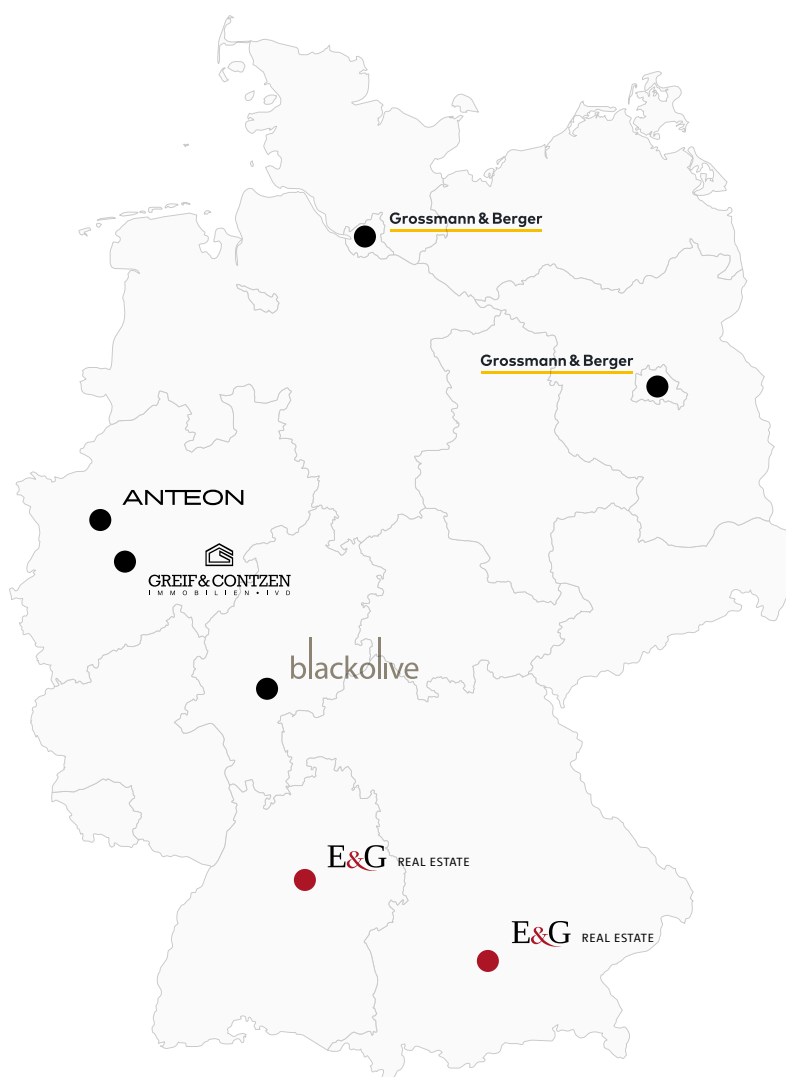 Grossmann & Berger
Grossmann & Berger
ANTEON
GREIF & CONTZEN
IMMOBILIEN • IVD
blackolive
E&G REAL ESTATE
E&G REAL ESTATE